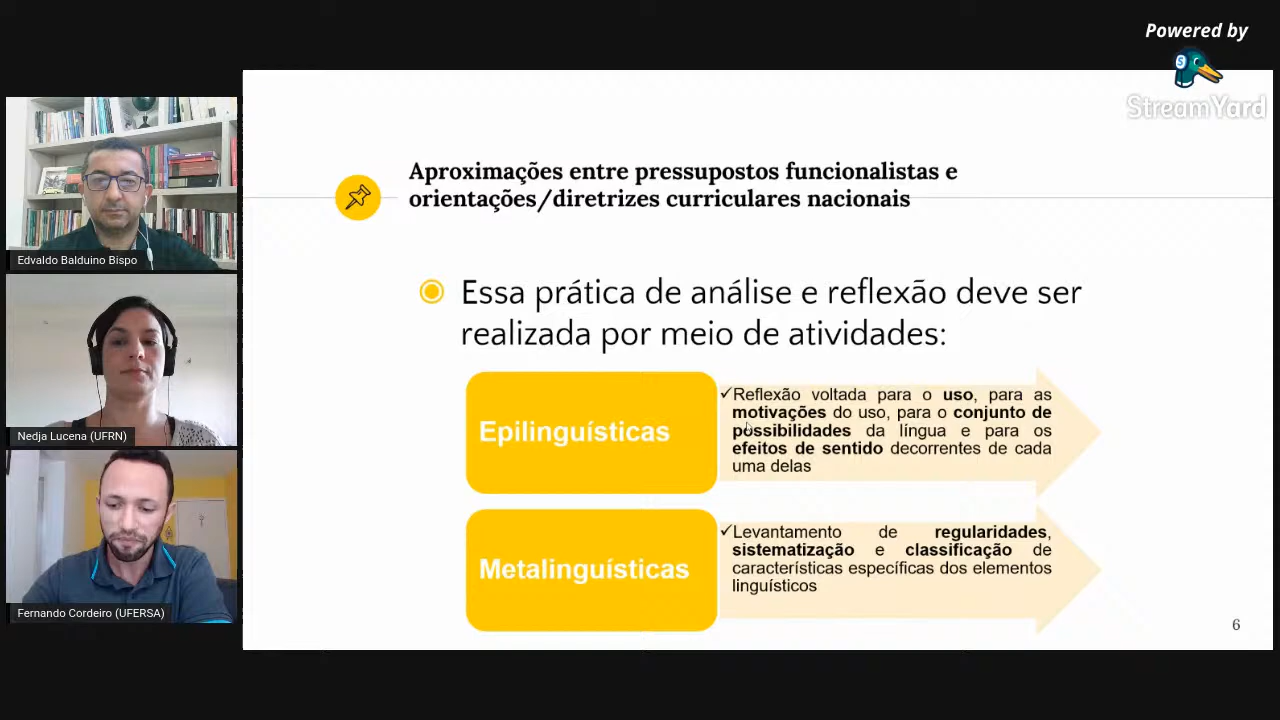 Powered by
StreamYard
Edvaldo Balduino Bispo
Nedja Lucena (UFRN)
Fernando Cordeiro (UFERSA)
Aproximações entre pressupostos funcionalistas e
orientações/diretrizes curriculares nacionais
Essa prática de análise e reflexão deve ser
realizada por meio de atividades:
Epilinguísticas
✓Reflexão voltada para o uso, para as
motivações do uso, para o conjunto de
possibilidades da língua e para os
efeitos de sentido decorrentes de cada
uma delas
Metalinguísticas
✓Levantamento de regularidades,
sistematização e classificação de
características específicas dos elementos
linguísticos
6